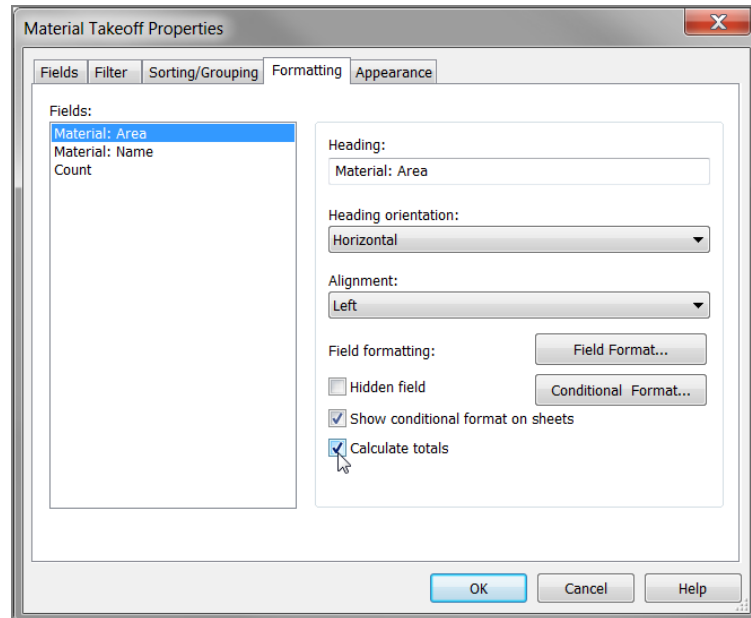 Material Takeoff Properties
Fields Filter Sorting/Grouping Formatting Appearance
Fields:
Material: Area
Material: Name
Count
Heading:
Material: Area
Heading orientation:
Horizontal
Alignment:
Left
Field formatting:
Field Format...
Hidden field
Conditional Format...
Show conditional format on sheets
Calculate totals
OK Cancel Help